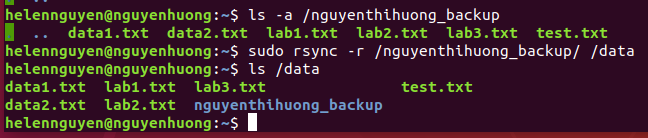 helennguyen@nguyenhuong:~$ ls -a /nguyenthihuong_backup
. .. data1.txt data2.txt lab1.txt lab2.txt lab3.txt test.txt
helennguyen@nguyenhuong:~$ sudo rsync -r /nguyenthihuong_backup/ /data
helennguyen@nguyenhuong:~$ ls /data
data1.txt lab1.txt lab3.txt test.txt
data2.txt lab2.txt nguyenthihuong_backup
helennguyen@nguyenhuong:~$